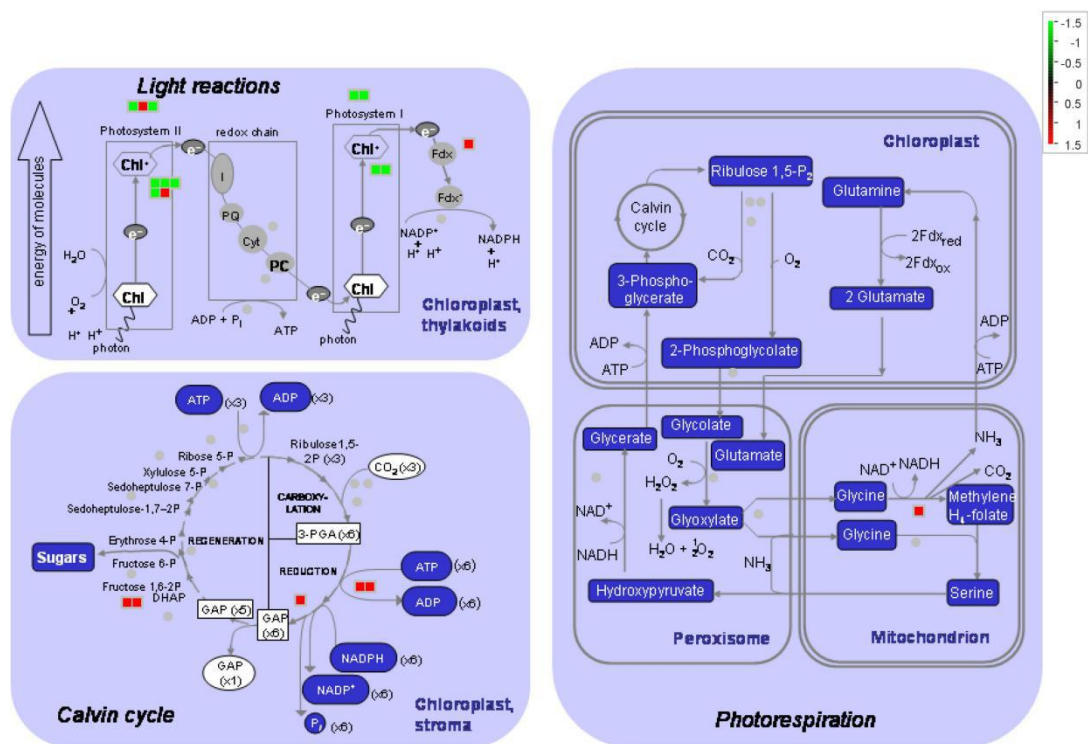 -1.5
-1
-0.5
0
0.5
1
1.5
Light reactions
energy of molecules
Photosystem II
redox chain
Photosystem I
Chl⁺
e⁻
e⁻
Chl⁺
e⁻
Fdx
Fdx⁻
I
PQ
Cyt
PC
e⁻
e⁻
H₂O
O₂
+
H⁺ H⁺
Chl
photon
ADP + Pᵢ
ATP
Chl
photon
NADP⁺
+
H⁺ H⁺
NADPH
+
H⁺
Chloroplast,
thylakoids
ATP (x3)
ADP (x3)
Ribulose1,5-
2P (x3)
CO₂ (x3)
Ribose 5-P
Xylulose 5-P
Sedoheptulose 7-P
Sedoheptulose-1,7-2P
Erythrose 4-P
Fructose 6-P
Fructose 1,6-2P
DHAP
Sugars
REGENERATION
CARBOXY-
LATION
3-PGA (x6)
REDUCTION
ATP (x6)
ADP (x6)
GAP (x5)
GAP
(x6)
GAP
(x1)
NADPH (x6)
NADP⁺ (x6)
Pᵢ (x6)
Calvin cycle
Chloroplast,
stroma
Chloroplast
Ribulose 1,5-P₂
Glutamine
Calvin
cycle
CO₂
O₂
2Fdx red
2Fdx ox
3-Phospho-
glycerate
2 Glutamate
ADP
ATP
2-Phosphoglycolate
ADP
ATP
Glycerate
Glycolate
Glutamate
O₂
H₂O₂
NAD⁺
NADH
Glyoxylate
H₂O + ½O₂
NH₃
Hydroxypyruvate
Peroxisome
NH₃
NAD⁺ NADH
CO₂
Glycine
Methylene
H₄-folate
Glycine
Serine
Mitochondrion
Photorespiration